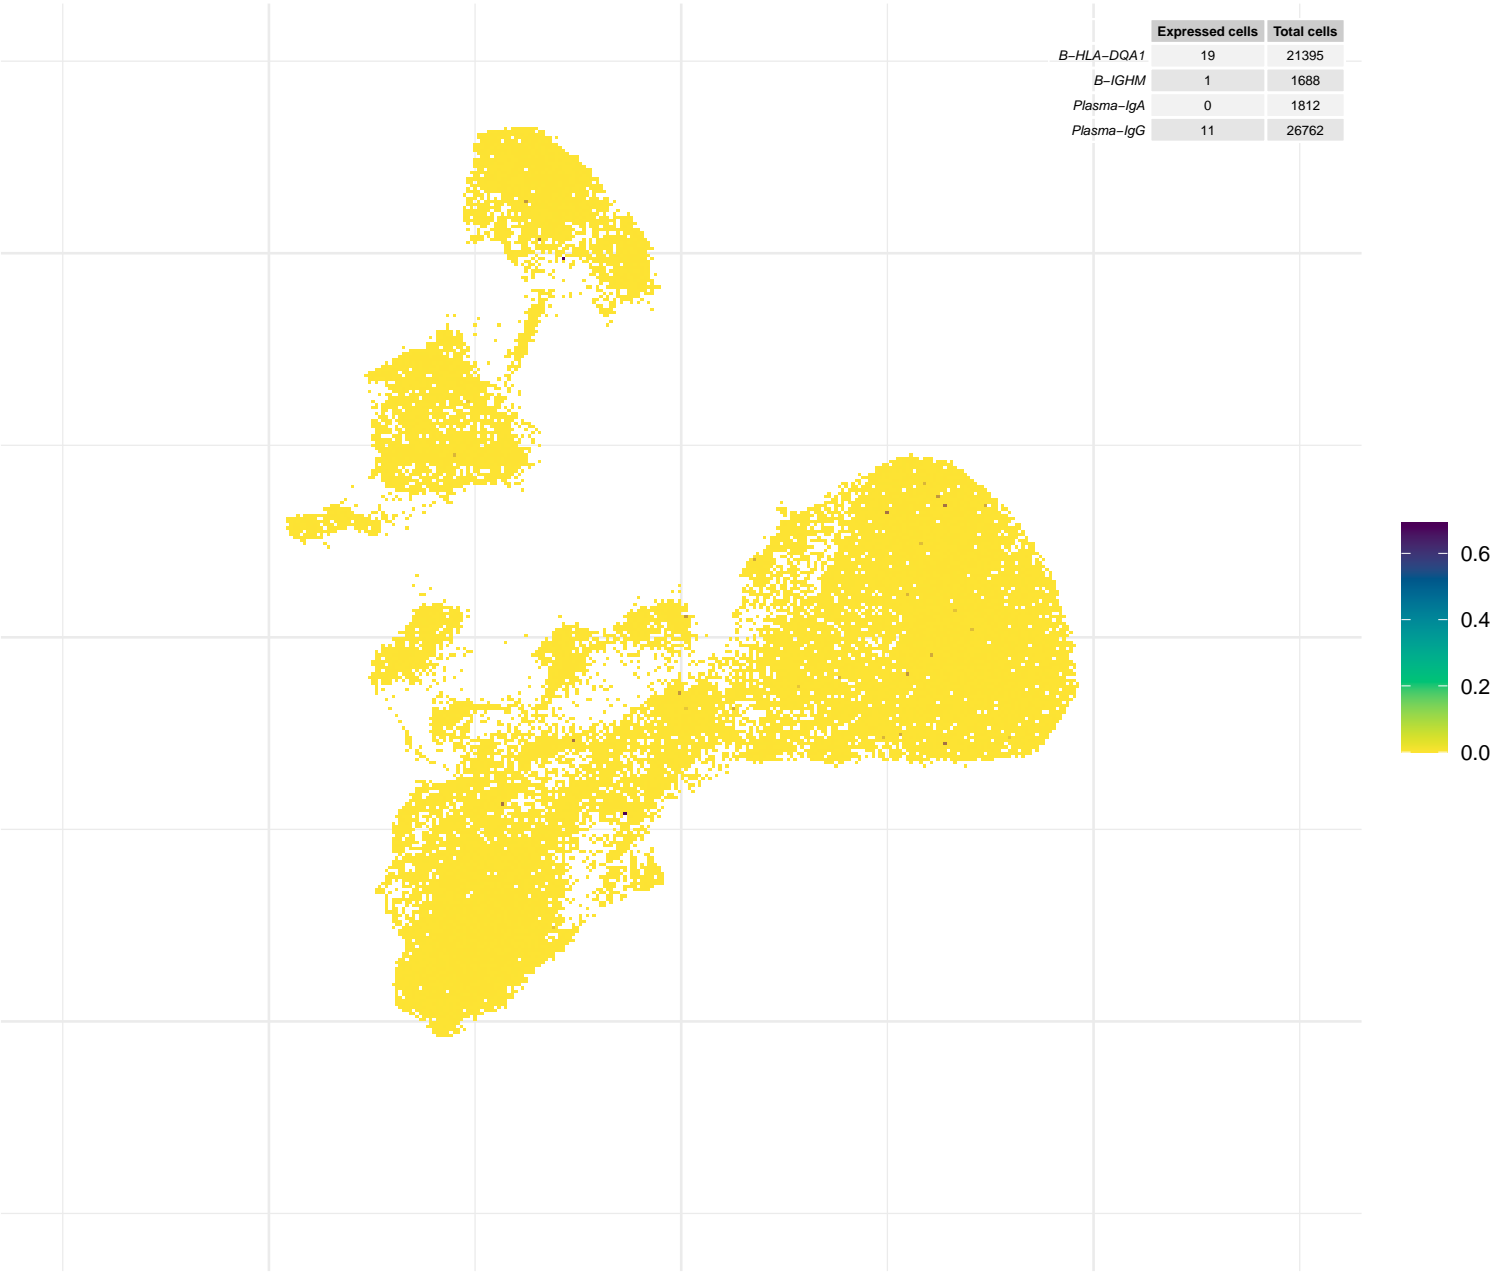 Expressed cells Total cells
B−HLA−DQA1 19 21395
B−IGHM 1 1688
Plasma−IgA 0 1812
Plasma−IgG 11 26762
0.6
0.4
0.2
0.0